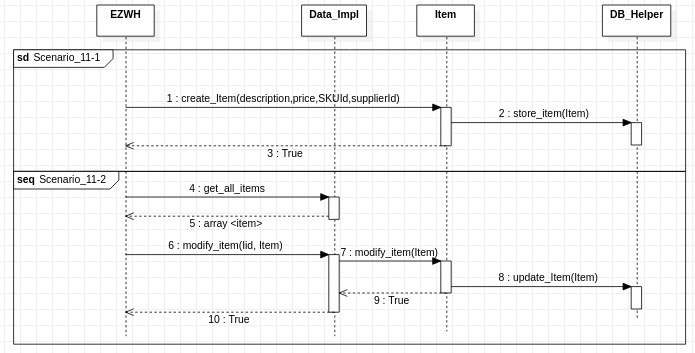 EZWH
Data_Impl
Item
DB_Helper
sd Scenario_11-1
1 : create_Item(description,price,SKUId,supplierId)
2 : store_item(Item)
3 : True
seq Scenario_11-2
4 : get_all_items
5 : array <item>
6 : modify_item(Iid, Item)
7 : modify_item(Item)
8 : update_Item(Item)
9 : True
10 : True